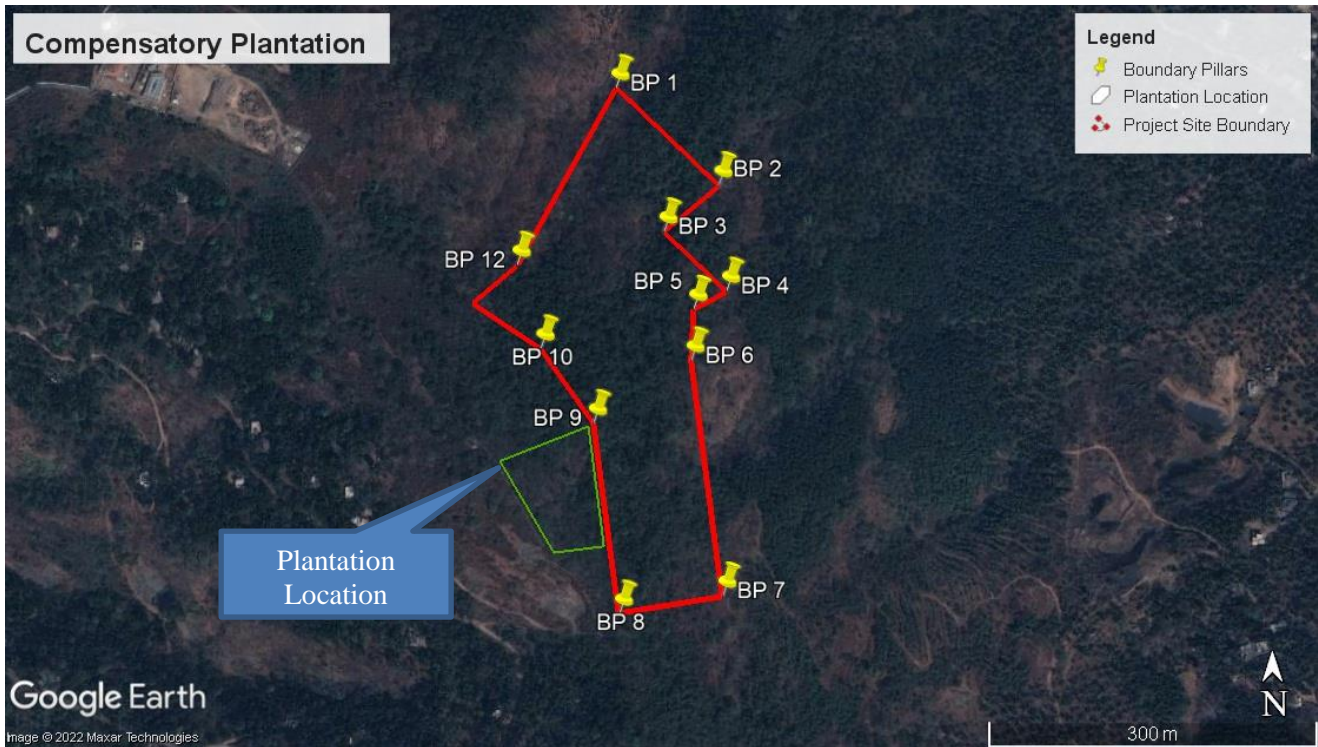 Compensatory Plantation
Legend
Boundary Pillars
Plantation Location
Project Site Boundary
BP 1
BP 2
BP 3
BP 12
BP 5
BP 4
BP 10
BP 6
BP 9
Plantation
Location
BP 7
BP 8
Google Earth
Image © 2022 Maxar Technologies
N
300 m